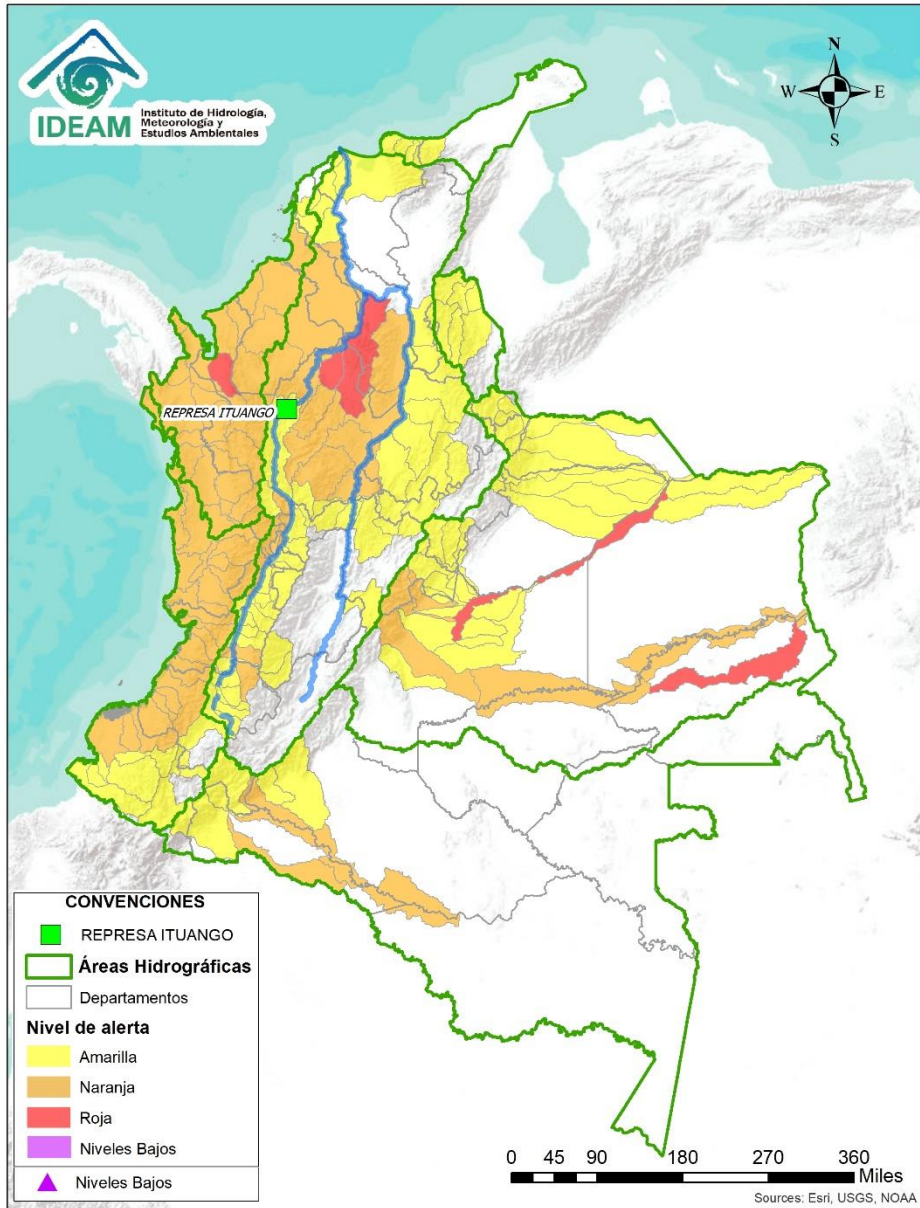 IDEAM
Instituto de Hidrología,
Meteorología y
Estudios Ambientales
N
W
E
S
REPRESA ITUANGO
CONVENCIONES
REPRESA ITUANGO
Áreas Hidrográficas
Departamentos
Nivel de alerta
Amarilla
Naranja
Roja
Niveles Bajos
Niveles Bajos
0 45 90 180 270 360
Miles
Sources: Esri, USGS, NOAA